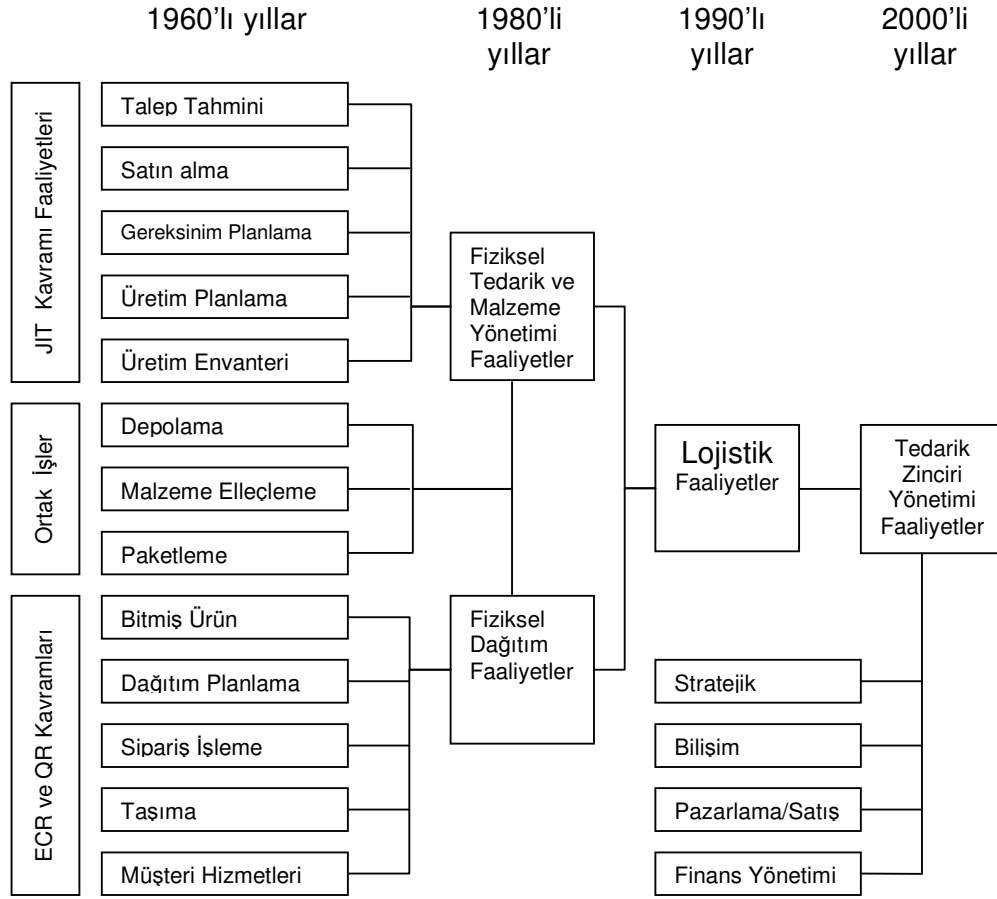 1960'lı yıllar
1980'li
yıllar
1990'lı
yıllar
2000'li
yıllar
JIT Kavramı Faaliyetleri
Talep Tahmini
Satın alma
Gereksinim Planlama
Üretim Planlama
Üretim Envanteri
Fiziksel
Tedarik ve
Malzeme
Yönetimi
Faaliyetler
Ortak İşler
Depolama
Malzeme Elleçleme
Paketleme
Lojistik
Faaliyetler
Tedarik
Zinciri
Yönetimi
Faaliyetler
ECR ve QR Kavramları
Bitmiş Ürün
Dağıtım Planlama
Sipariş İşleme
Taşıma
Müşteri Hizmetleri
Fiziksel
Dağıtım
Faaliyetler
Stratejik
Bilişim
Pazarlama/Satış
Finans Yönetimi